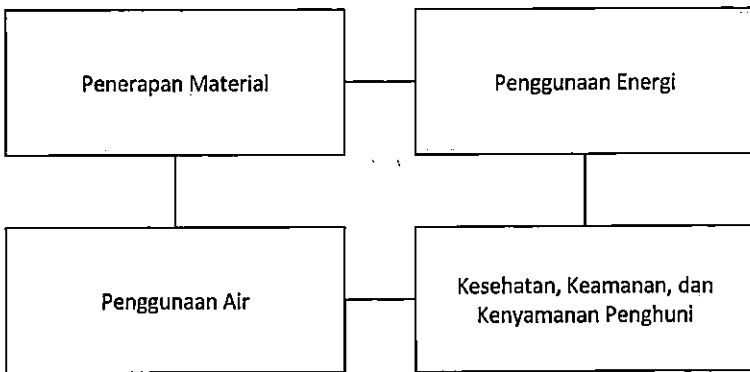 Penerapan Material
Penggunaan Energi
Penggunaan Air
Kesehatan, Keamanan, dan
Kenyamanan Penghuni